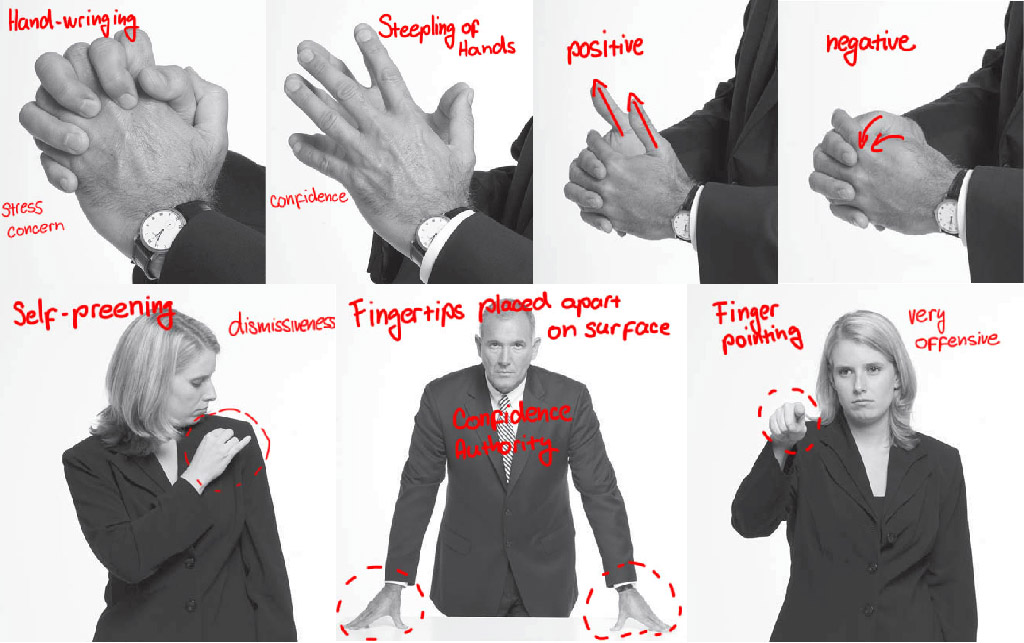 Hand-wringing
stress
concern
Steepling of
Hands
confidence
positive
negative
Self-preening
dismissiveness
Fingertips placed apart
on surface
Confidence
Authority
Finger
pointing
very
offensive